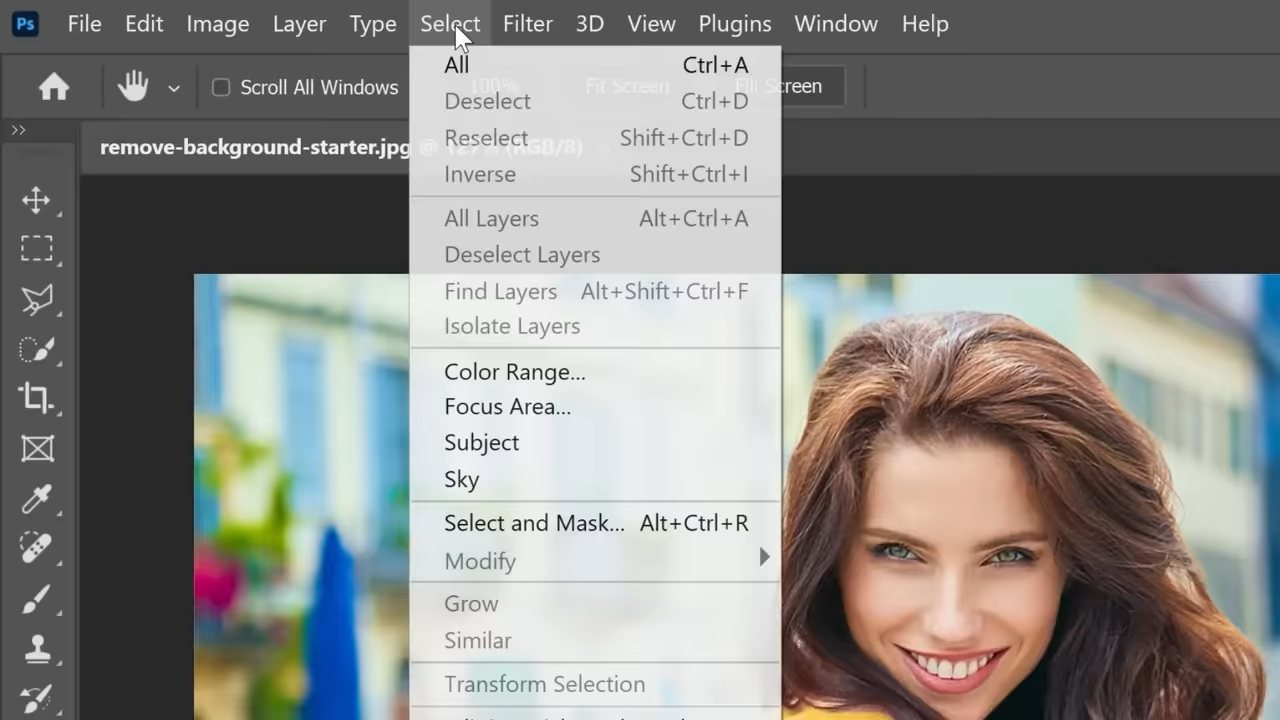 Ps File Edit Image Layer Type Select Filter 3D View Plugins Window Help
Scroll All Windows 100% Fit Screen Fill Screen
remove-background-starter.jpg @ (RGB/8)
All Ctrl+A
Deselect Ctrl+D
Reselect Shift+Ctrl+D
Inverse Shift+Ctrl+I
All Layers Alt+Ctrl+A
Deselect Layers
Find Layers Alt+Shift+Ctrl+F
Isolate Layers
Color Range...
Focus Area...
Subject
Sky
Select and Mask... Alt+Ctrl+R
Modify
Grow
Similar
Transform Selection